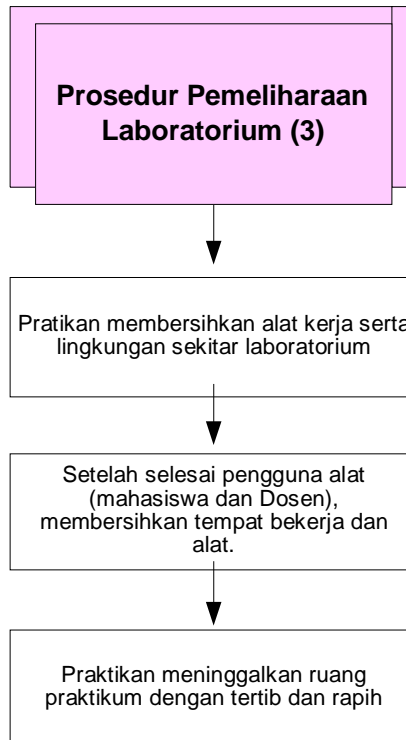 Prosedur Pemeliharaan
Laboratorium (3)
Pratikan membersihkan alat kerja serta
lingkungan sekitar laboratorium
Setelah selesai pengguna alat
(mahasiswa dan Dosen),
membersihkan tempat bekerja dan
alat.
Praktikan meninggalkan ruang
praktikum dengan tertib dan rapih